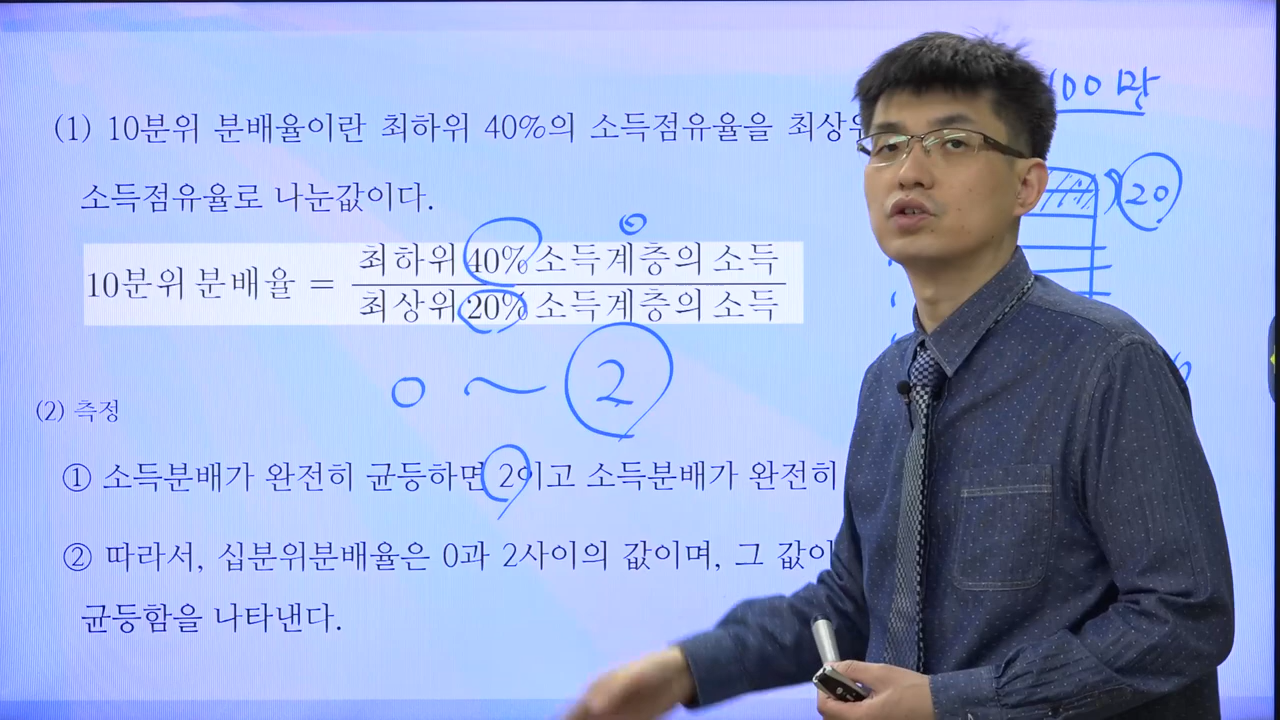 100만
(1) 10분위 분배율이란 최하위 40%의 소득점유율을 최상위
20
소득점유율로 나눈값이다.
0
10분위 분배율 = 최하위 40% 소득계층의 소득
최상위 20% 소득계층의 소득
0 ~ 2
(2) 측정
① 소득분배가 완전히 균등하면 2이고 소득분배가 완전히
② 따라서, 십분위분배율은 0과 2사이의 값이며, 그 값이
균등함을 나타낸다.